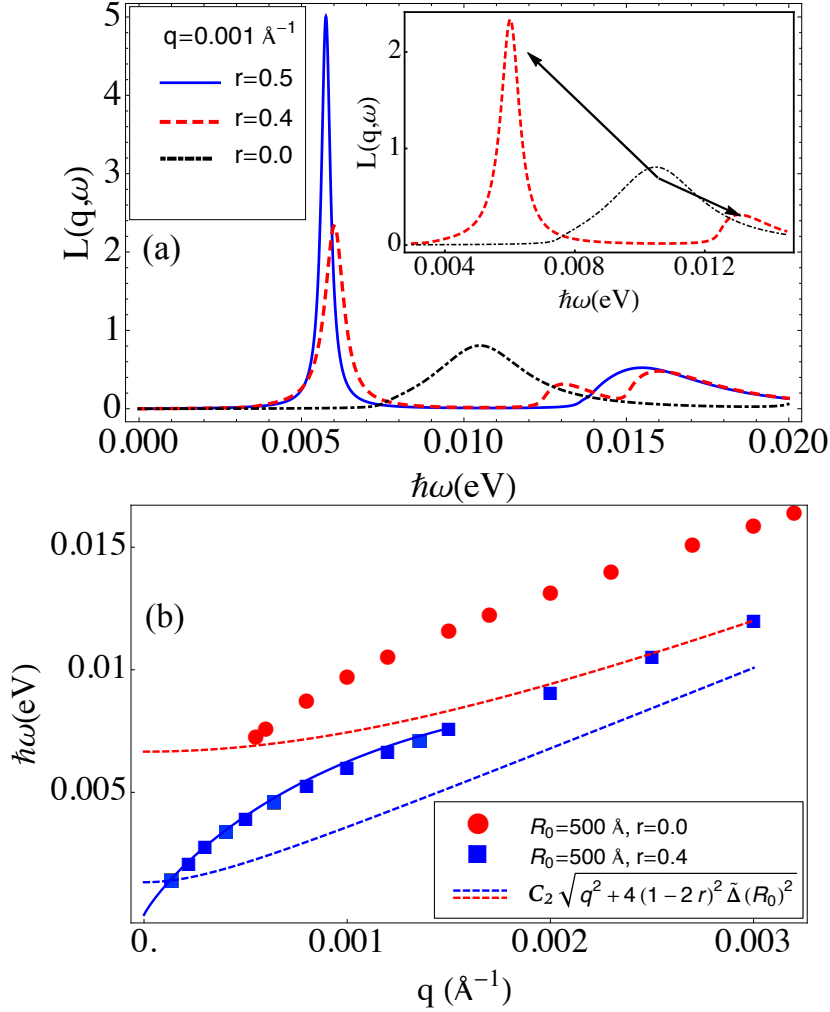 5
4
3
2
1
0
L(q,ω)
(a)
q=0.001 Å⁻¹
r=0.5
r=0.4
r=0.0
2
1
0
L(q,ω)
0.004
0.008
0.012
ħω(eV)
0.000
0.005
0.010
0.015
0.020
ħω(eV)
(b)
0.015
0.010
0.005
ħω(eV)
R₀=500 Å, r=0.0
R₀=500 Å, r=0.4
C₂ √(q² + 4 (1 − 2 r)² Δ̃ (R₀)²)
0.
0.001
0.002
0.003
q (Å⁻¹)